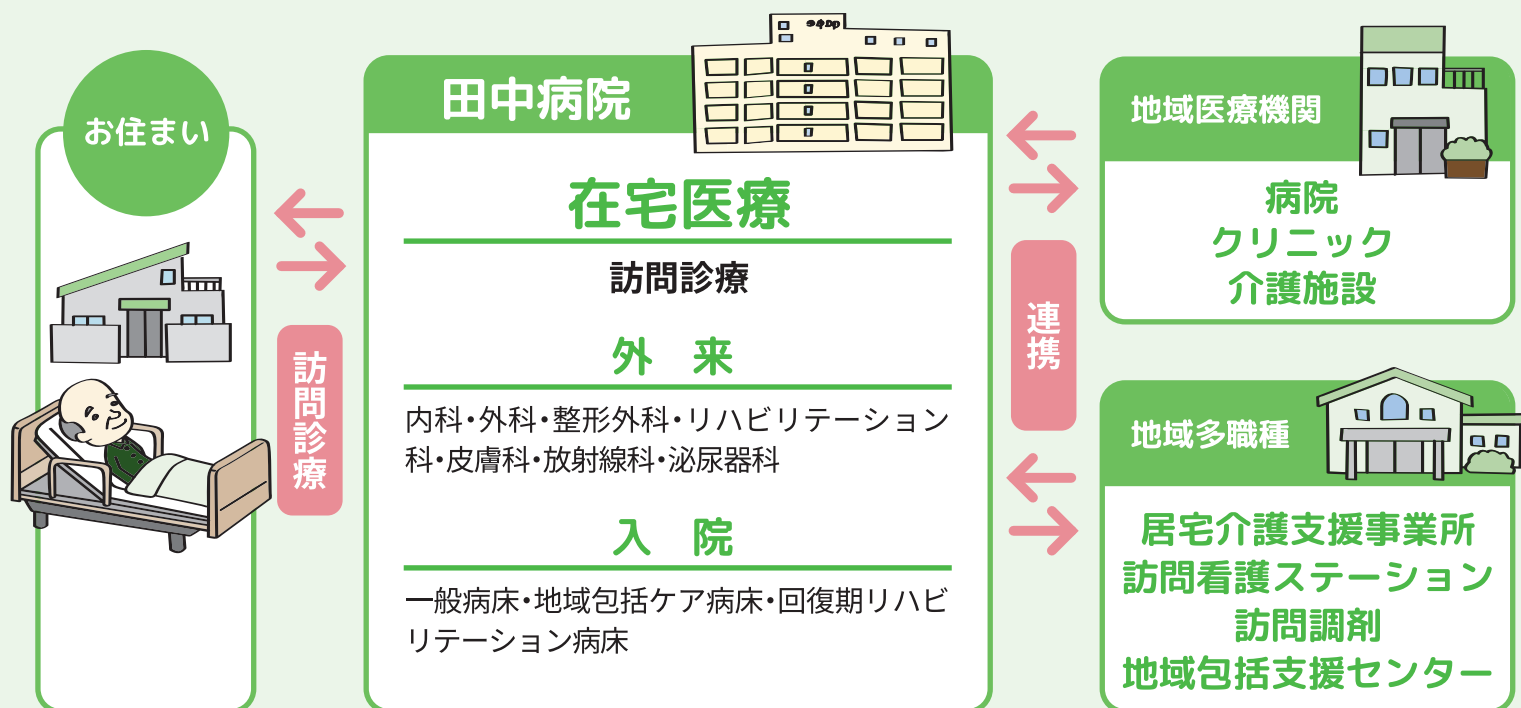 お住まい
訪問診療
田中病院
在宅医療
訪問診療
外 来
内科・外科・整形外科・リハビリテーション
科・皮膚科・放射線科・泌尿器科
入 院
一般病床・地域包括ケア病床・回復期リハビ
リテーション病床
連携
地域医療機関
病院
クリニック
介護施設
地域多職種
居宅介護支援事業所
訪問看護ステーション
訪問調剤
地域包括支援センター